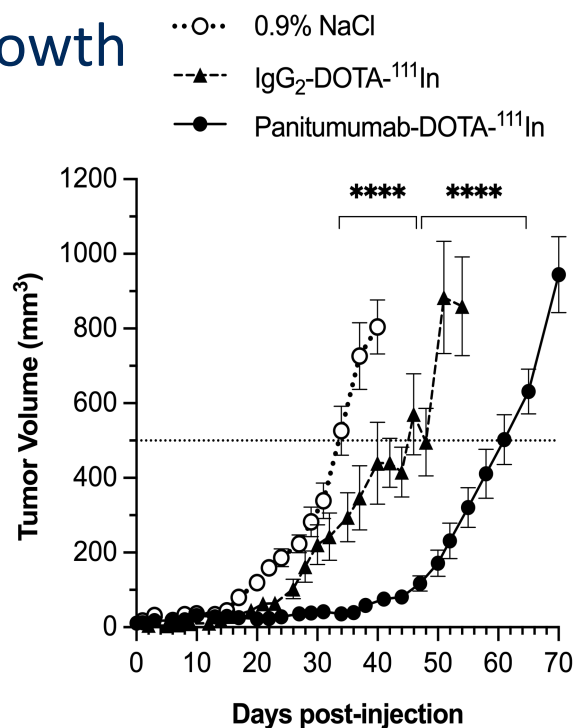 owth
0.9% NaCl
IgG₂-DOTA-¹¹¹In
Panitumumab-DOTA-¹¹¹In
**** ****
1200
1000
800
600
400
200
0
Tumor Volume (mm³)
0 10 20 30 40 50 60 70
Days post-injection